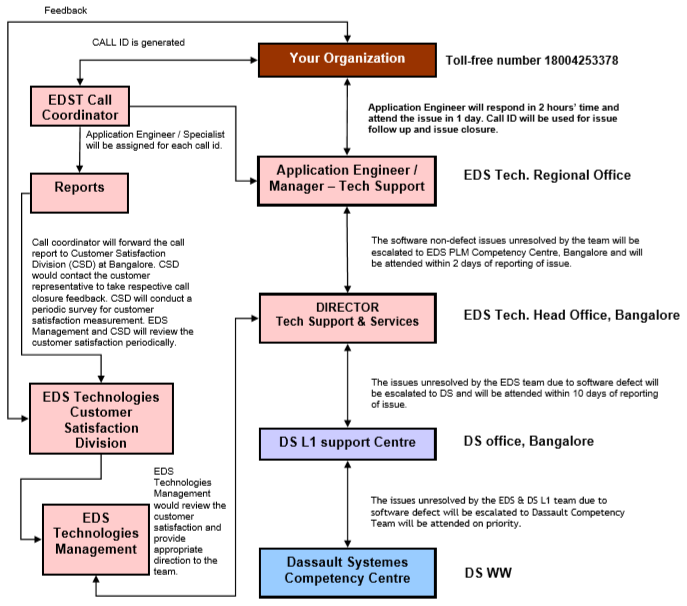 Feedback
CALL ID is generated
Your Organization
Toll-free number 18004253378
EDST Call
Coordinator
Application Engineer will respond in 2 hours' time and
attend the issue in 1 day. Call ID will be used for issue
follow up and issue closure.
Application Engineer / Specialist
will be assigned for each call id.
Reports
Application Engineer /
Manager – Tech Support
EDS Tech. Regional Office
Call coordinator will forward the call
report to Customer Satisfaction
Division (CSD) at Bangalore. CSD
would contact the customer
representative to take respective call
closure feedback. CSD will conduct a
periodic survey for customer
satisfaction measurement. EDS
Management and CSD will review the
customer satisfaction periodically.
The software non-defect issues unresolved by the team will be
escalated to EDS PLM Competency Centre, Bangalore and will
be attended within 2 days of reporting of issue.
DIRECTOR
Tech Support & Services
EDS Tech. Head Office, Bangalore
The issues unresolved by the EDS team due to software defect will
be escalated to DS and will be attended within 10 days of reporting
of issue.
EDS Technologies
Customer
Satisfaction
Division
DS L1 support Centre
DS office, Bangalore
EDS
Technologies
Management
would review the
customer
satisfaction and
provide
appropriate
direction to the
team.
EDS
Technologies
Management
The issues unresolved by the EDS & DS L1 team due to
software defect will be escalated to Dassault Competency
Team will be attended on priority.
Dassault Systemes
Competency Centre
DS WW